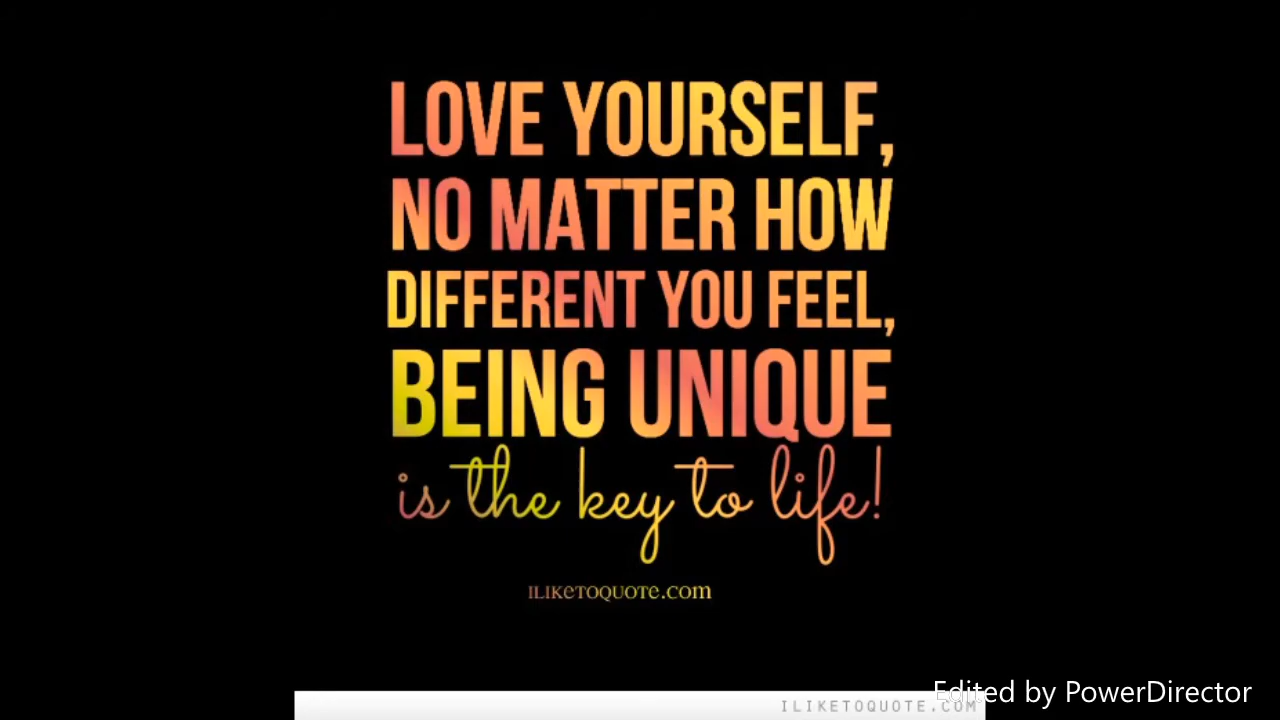 LOVE YOURSELF,
NO MATTER HOW
DIFFERENT YOU FEEL,
BEING UNIQUE
is the key to life!
ILIKETOQUOTE.COM
Edited by PowerDirector
ILIKETOQUOTE.COM